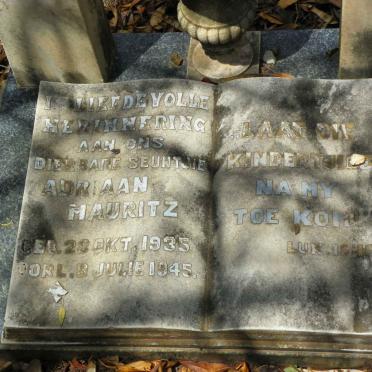 IN LIEFDEVOLLE
HERINNERING
AAN ONS
DIERBARE SEUNTJIE
ADRIAAN
MAURITZ
GEB. 29 OKT. 1935.
OORL. 8 JULIE 1945.
LAAT DIE
KINDERTJIES
NA MY
TOE KOM
LUK.